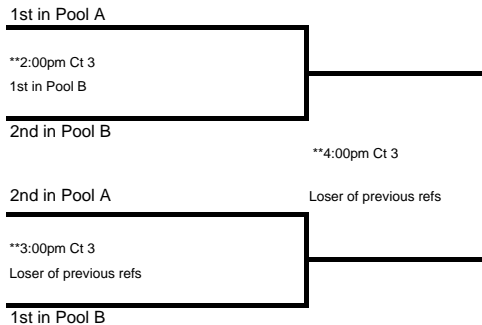 1st in Pool A
**2:00pm Ct 3
1st in Pool B
2nd in Pool B
**4:00pm Ct 3
2nd in Pool A
Loser of previous refs
**3:00pm Ct 3
Loser of previous refs
1st in Pool B